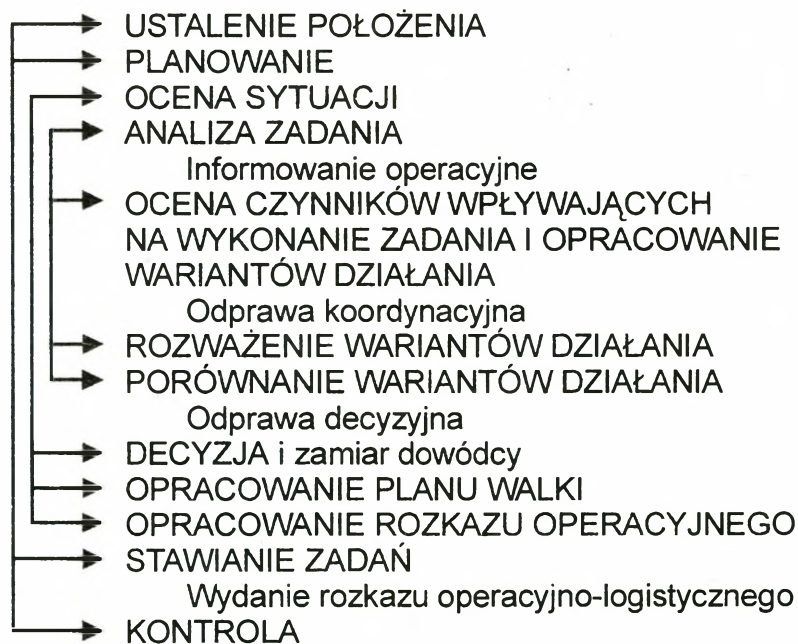 USTALENIE POŁOŻENIA
PLANOWANIE
OCENA SYTUACJI
ANALIZA ZADANIA
Informowanie operacyjne
OCENA CZYNNIKÓW WPŁYWAJĄCYCH
NA WYKONANIE ZADANIA I OPRACOWANIE
WARIANTÓW DZIAŁANIA
Odprawa koordynacyjna
ROZWAŻENIE WARIANTÓW DZIAŁANIA
PORÓWNANIE WARIANTÓW DZIAŁANIA
Odprawa decyzyjna
DECYZJA i zamiar dowódcy
OPRACOWANIE PLANU WALKI
OPRACOWANIE ROZKAZU OPERACYJNEGO
STAWIANIE ZADAŃ
Wydanie rozkazu operacyjno-logistycznego
KONTROLA